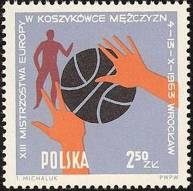 XIII MISTRZOSTWA EUROPY
W KOSZYKÓWCE MĘŻCZYZN
4-13-X-1963 WROCŁAW
POLSKA 2.50 ZŁ.
T. MICHALUK PWPW